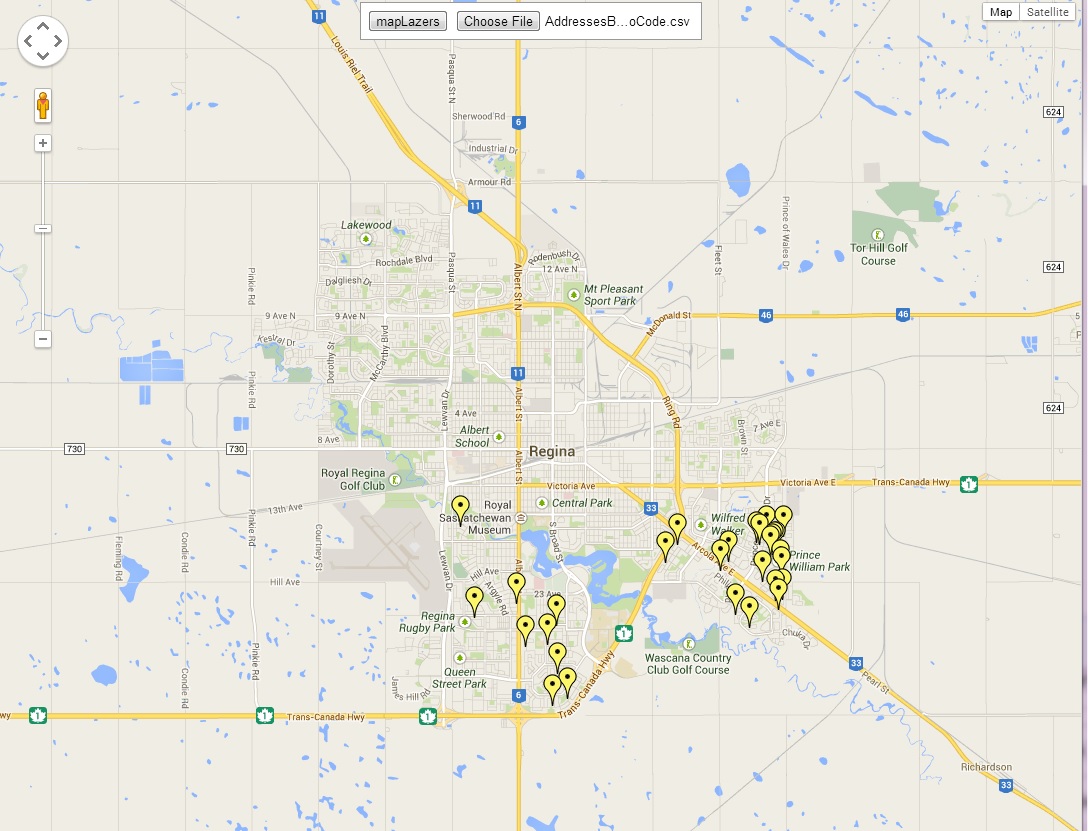 mapLazers
Choose File
AddressesB...oCode.csv
Map
Satellite
11
Louis Riel Trail
Pasqua St N
Sherwood Rd
6
624
Industrial Dr
Armour Rd
11
Lakewood
Prince of Wales Dr
Tor Hill Golf
Course
Rochdale Blvd
Pasqua St
Rodenbush Dr
12 Ave N
Fleet St
624
Pinkie Rd
Dalgliesh Dr
Albert St N
Mt Pleasant
Sport Park
9 Ave N
9 Ave N
McDonald St
46
46
Kestral Dr
Dorothy St
McCarthy Blvd
Pinkie Rd
11
Lewvan Dr
Albert St
Ring Rd
624
4 Ave
Albert
School
8 Ave
Brown St
7 Ave E
730
730
Regina
Albert St
Royal Regina
Golf Club
Victoria Ave
Victoria Ave E
Trans-Canada Hwy
1
13th Ave
Royal
Saskatchewan
Museum
Central Park
33
Wilfred
Walker
Fleming Rd
Condie Rd
Pinkie Rd
Courtney St
S Broad St
Arcola Ave E
Prince
William Park
Lewvan Dr
Hill Ave
Hill Ave
Argyle Rd
23 Ave
Regina
Rugby Park
1
Chuka Dr
Wascana Country
Club Golf Course
Pinkie Rd
Condie Rd
Queen
Street Park
James Hill Rd
6
Trans-Canada Hwy
33
Pearl St
1
1
Trans-Canada Hwy
1
Richardson
33